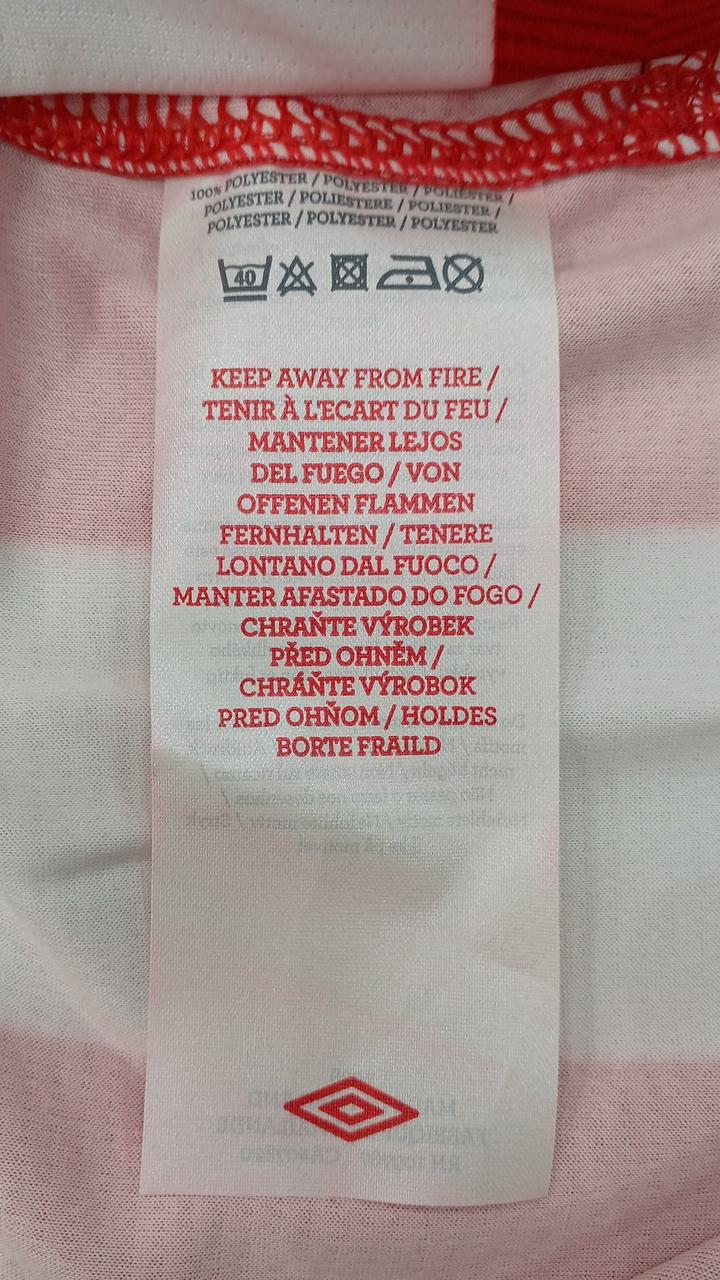 100% POLYESTER / POLYESTER / POLIÉSTER /
POLYESTER / POLIESTERE / POLIESTER /
POLYESTER / POLYESTER / POLYESTER
40
KEEP AWAY FROM FIRE /
TENIR À L'ECART DU FEU /
MANTENER LEJOS
DEL FUEGO / VON
OFFENEN FLAMMEN
FERNHALTEN / TENERE
LONTANO DAL FUOCO /
MANTER AFASTADO DO FOGO /
CHRAŇTE VÝROBEK
PŘED OHNĚM /
CHRÁŇTE VÝROBOK
PRED OHŇOM / HOLDES
BORTE FRAILD